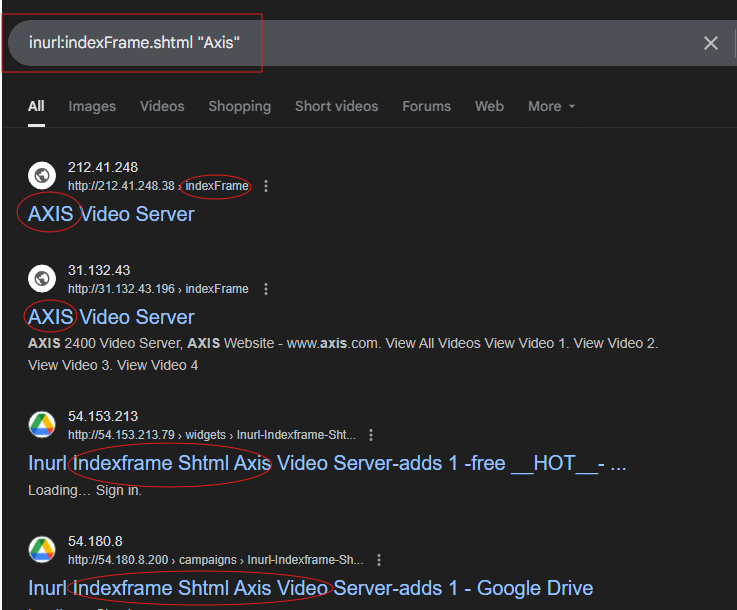 inurl:indexFrame.shtml "Axis"
All Images Videos Shopping Short videos Forums Web More
212.41.248
http://212.41.248.38 › indexFrame
AXIS Video Server
31.132.43
http://31.132.43.196 › indexFrame
AXIS Video Server
AXIS 2400 Video Server, AXIS Website - www.axis.com. View All Videos View Video 1. View Video 2.
View Video 3. View Video 4
54.153.213
http://54.153.213.79 › widgets › Inurl-Indexframe-Sht...
Inurl Indexframe Shtml Axis Video Server-adds 1 -free __HOT__- ...
Loading… Sign in.
54.180.8
http://54.180.8.200 › campaigns › Inurl-Indexframe-Sh...
Inurl Indexframe Shtml Axis Video Server-adds 1 - Google Drive